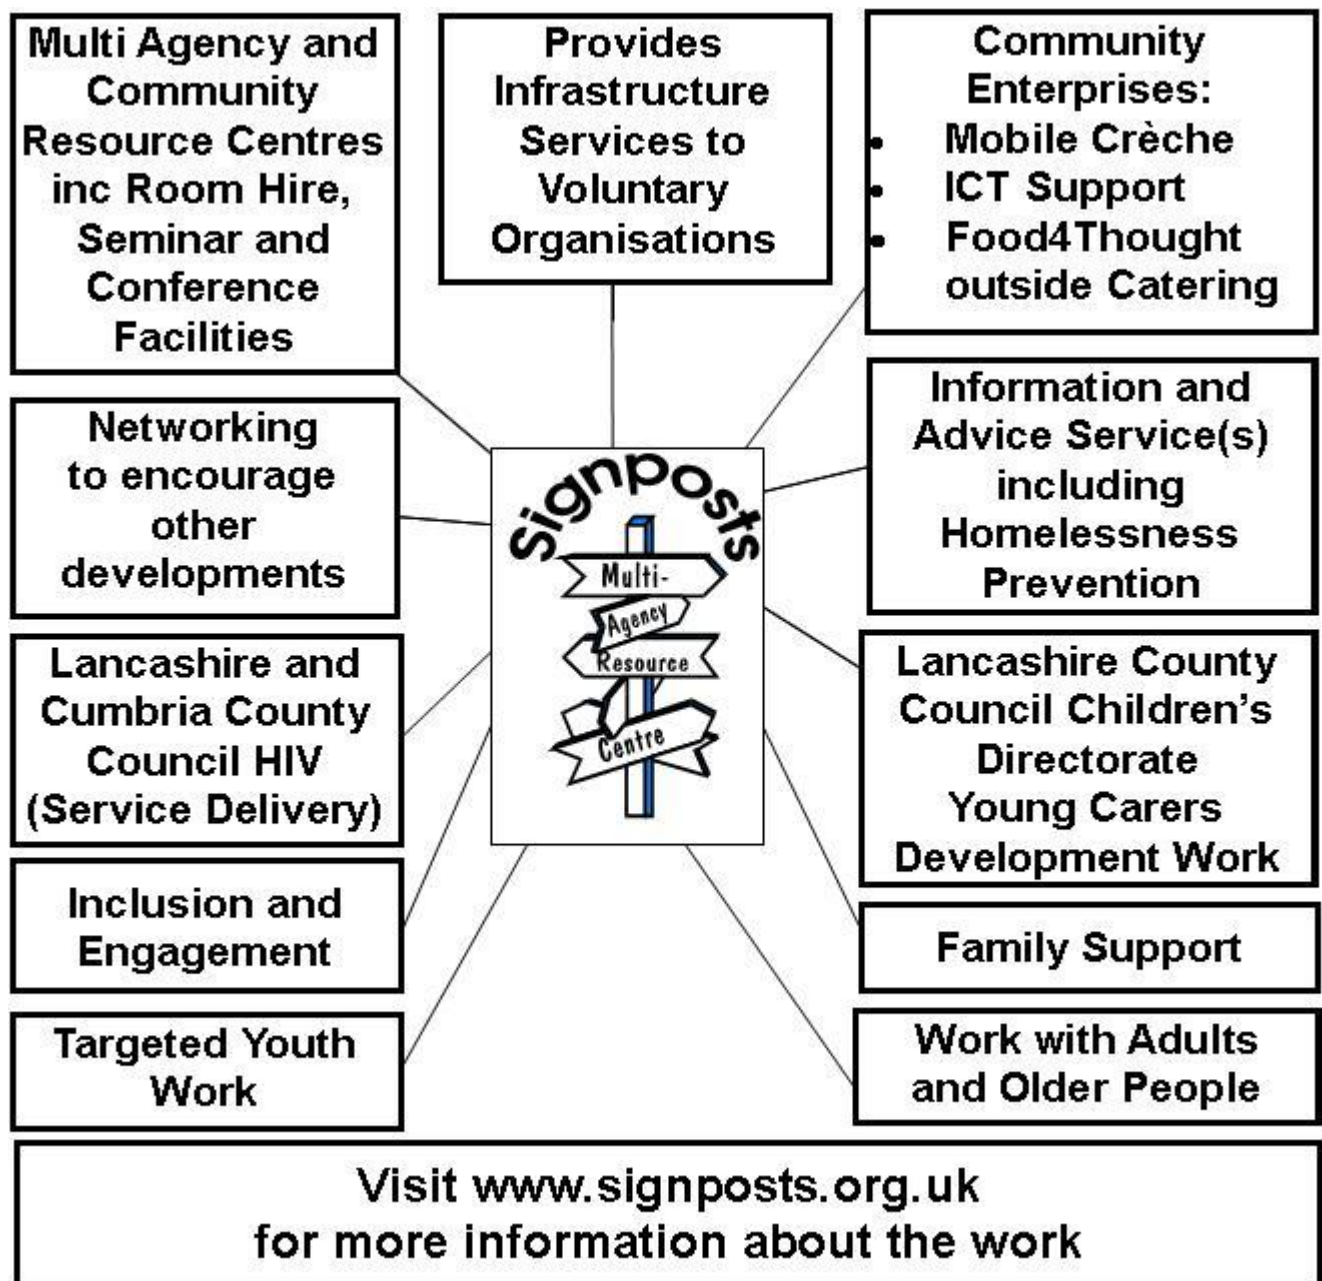 Multi Agency and
Community
Resource Centres
inc Room Hire,
Seminar and
Conference
Facilities
Provides
Infrastructure
Services to
Voluntary
Organisations
Community
Enterprises:
• Mobile Crèche
• ICT Support
• Food4Thought
outside Catering
Networking
to encourage
other
developments
Signposts
Multi-
Agency
Resource
Centre
Information and
Advice Service(s)
including
Homelessness
Prevention
Lancashire and
Cumbria County
Council HIV
(Service Delivery)
Lancashire County
Council Children's
Directorate
Young Carers
Development Work
Inclusion and
Engagement
Family Support
Targeted Youth
Work
Work with Adults
and Older People
Visit www.signposts.org.uk
for more information about the work